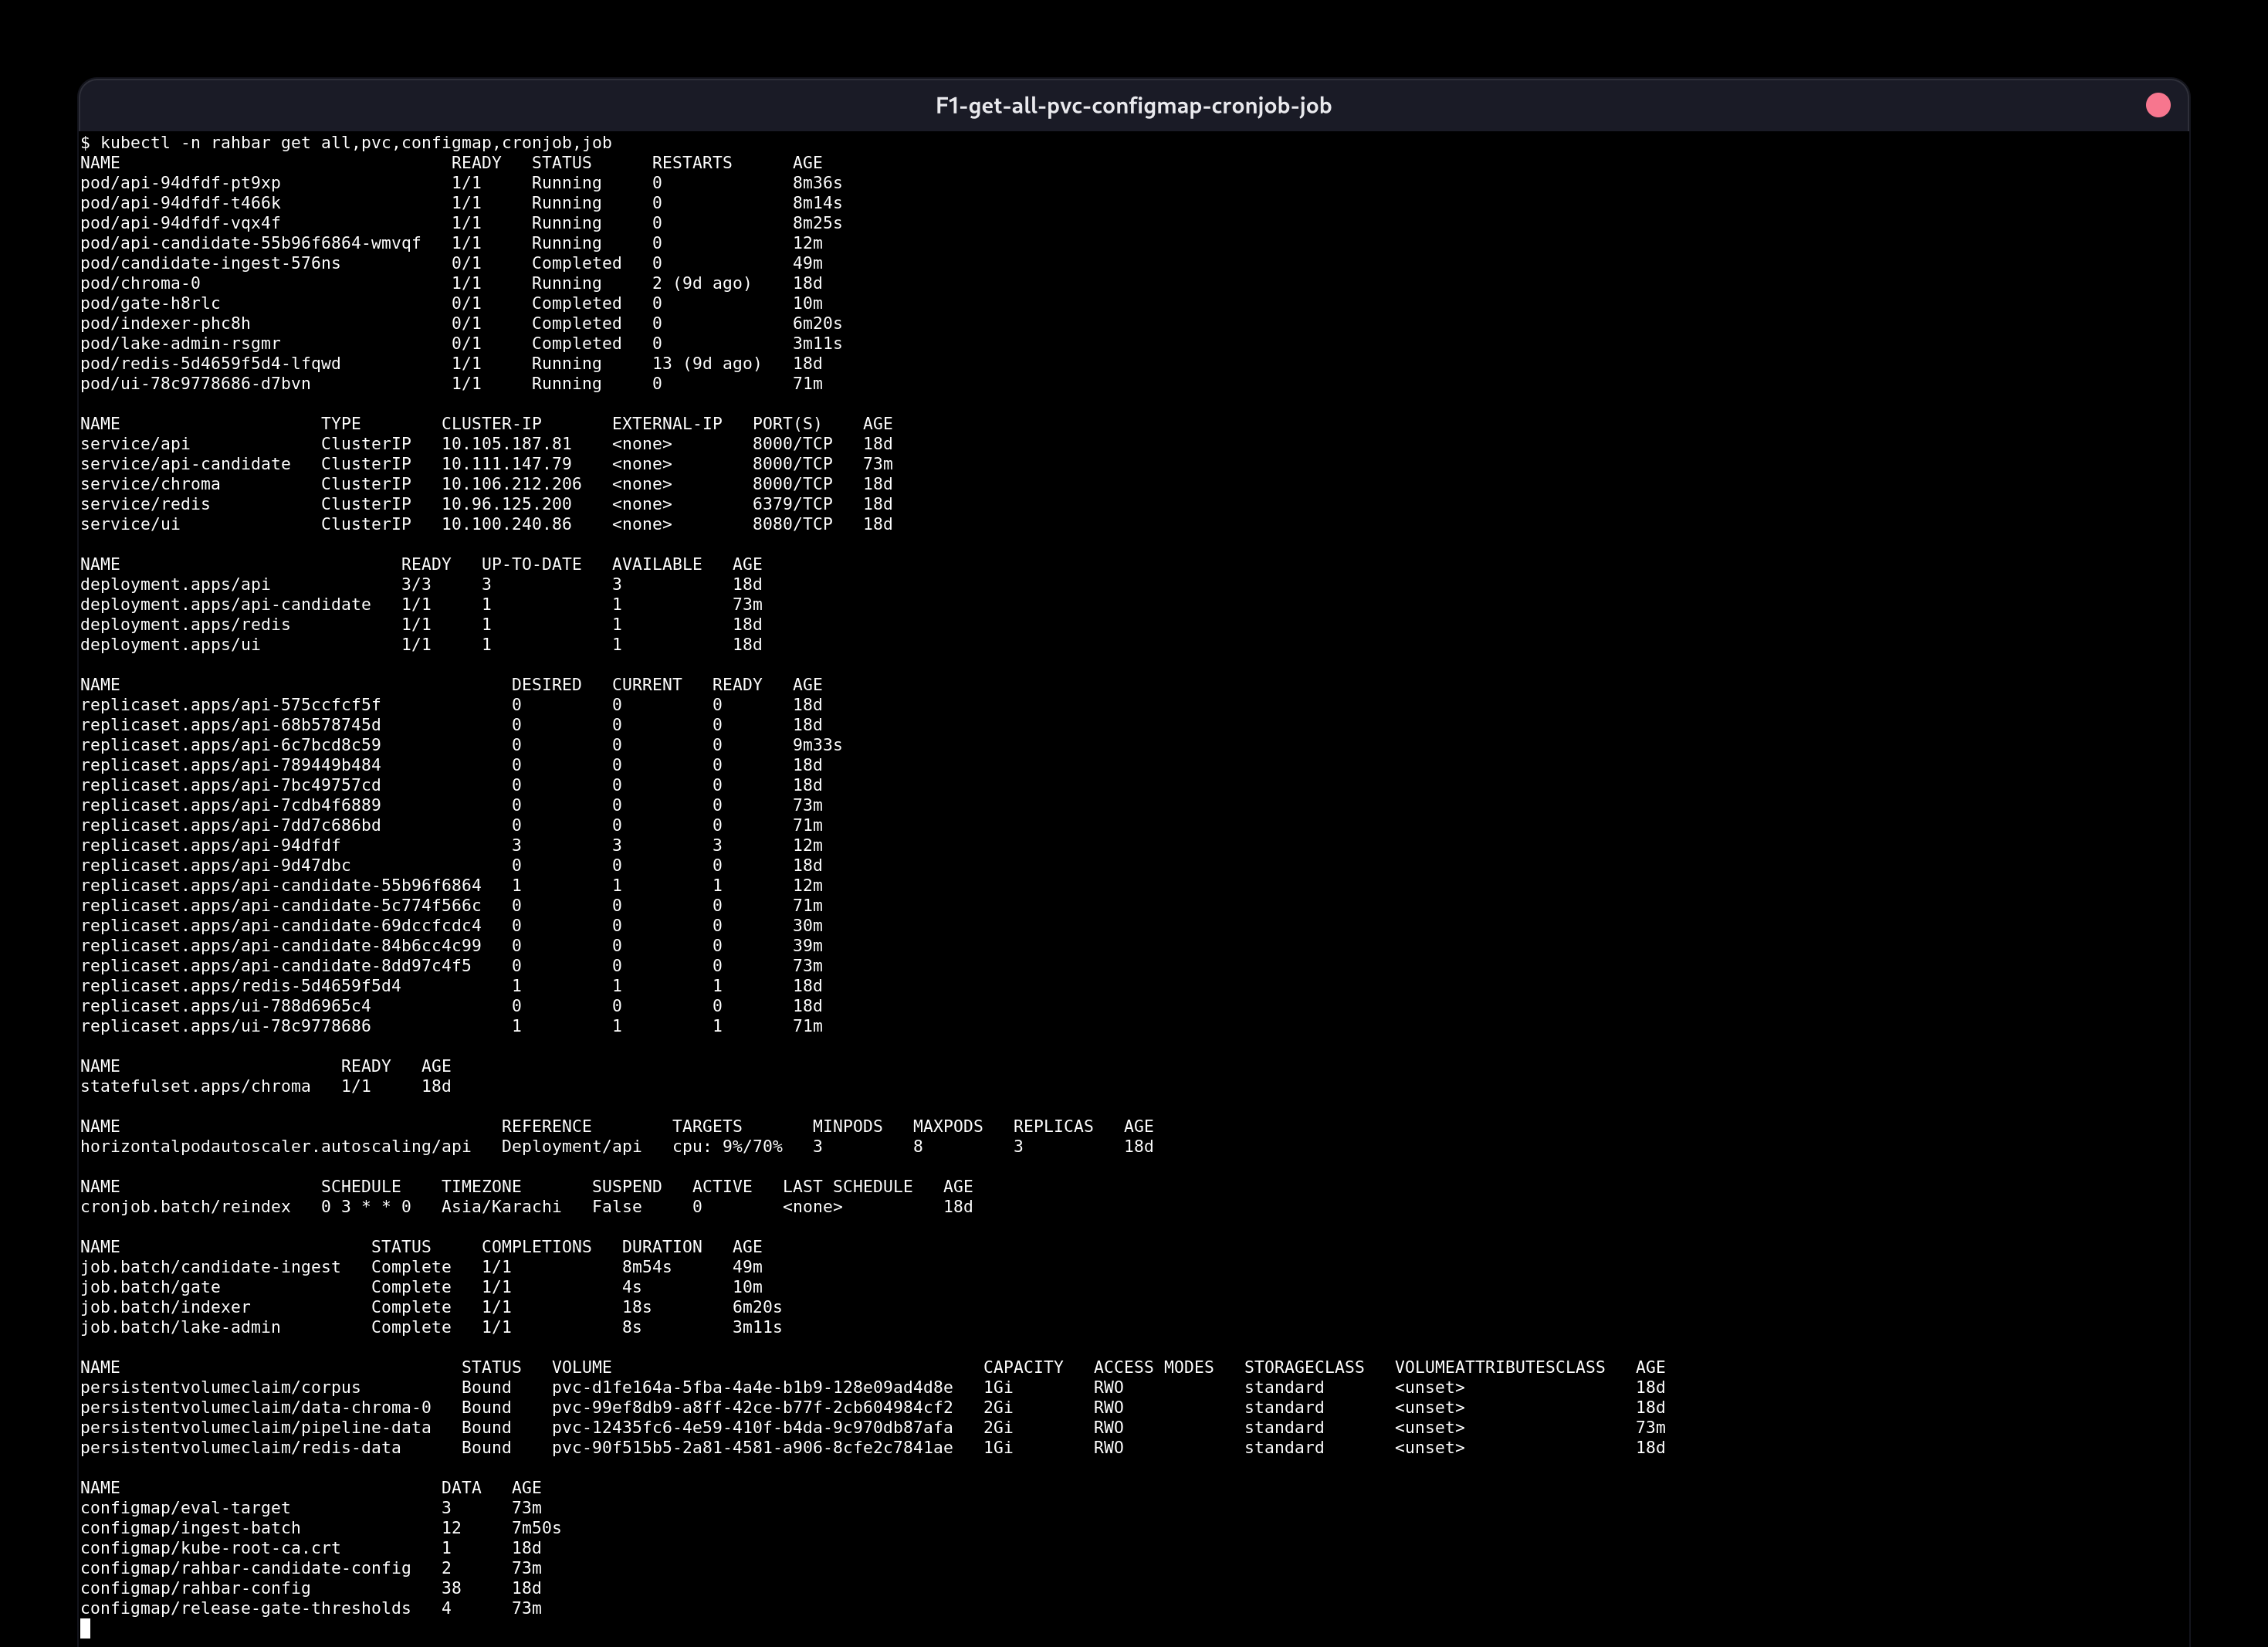 F1-get-all-pvc-configmap-cronjob-job
$ kubectl -n rahbar get all,pvc,configmap,cronjob,job
NAME                                 READY   STATUS      RESTARTS      AGE
pod/api-94dfdf-pt9xp                 1/1     Running     0             8m36s
pod/api-94dfdf-t466k                 1/1     Running     0             8m14s
pod/api-94dfdf-vqx4f                 1/1     Running     0             8m25s
pod/api-candidate-55b96f6864-wmvqf   1/1     Running     0             12m
pod/candidate-ingest-576ns           0/1     Completed   0             49m
pod/chroma-0                         1/1     Running     2 (9d ago)    18d
pod/gate-h8rlc                       0/1     Completed   0             10m
pod/indexer-phc8h                    0/1     Completed   0             6m20s
pod/lake-admin-rsgmr                 0/1     Completed   0             3m11s
pod/redis-5d4659f5d4-lfqwd           1/1     Running     13 (9d ago)   18d
pod/ui-78c9778686-d7bvn              1/1     Running     0             71m

NAME                    TYPE        CLUSTER-IP       EXTERNAL-IP   PORT(S)    AGE
service/api             ClusterIP   10.105.187.81    <none>        8000/TCP   18d
service/api-candidate   ClusterIP   10.111.147.79    <none>        8000/TCP   73m
service/chroma          ClusterIP   10.106.212.206   <none>        8000/TCP   18d
service/redis           ClusterIP   10.96.125.200    <none>        6379/TCP   18d
service/ui              ClusterIP   10.100.240.86    <none>        8080/TCP   18d

NAME                            READY   UP-TO-DATE   AVAILABLE   AGE
deployment.apps/api             3/3     3            3           18d
deployment.apps/api-candidate   1/1     1            1           73m
deployment.apps/redis           1/1     1            1           18d
deployment.apps/ui              1/1     1            1           18d

NAME                                       DESIRED   CURRENT   READY   AGE
replicaset.apps/api-575ccfcf5f             0         0         0       18d
replicaset.apps/api-68b578745d             0         0         0       18d
replicaset.apps/api-6c7bcd8c59             0         0         0       9m33s
replicaset.apps/api-789449b484             0         0         0       18d
replicaset.apps/api-7bc49757cd             0         0         0       18d
replicaset.apps/api-7cdb4f6889             0         0         0       73m
replicaset.apps/api-7dd7c686bd             0         0         0       71m
replicaset.apps/api-94dfdf                 3         3         3       12m
replicaset.apps/api-9d47dbc                0         0         0       18d
replicaset.apps/api-candidate-55b96f6864   1         1         1       12m
replicaset.apps/api-candidate-5c774f566c   0         0         0       71m
replicaset.apps/api-candidate-69dccfcdc4   0         0         0       30m
replicaset.apps/api-candidate-84b6cc4c99   0         0         0       39m
replicaset.apps/api-candidate-8dd97c4f5    0         0         0       73m
replicaset.apps/redis-5d4659f5d4           1         1         1       18d
replicaset.apps/ui-788d6965c4              0         0         0       18d
replicaset.apps/ui-78c9778686              1         1         1       71m

NAME                      READY   AGE
statefulset.apps/chroma   1/1     18d

NAME                                      REFERENCE        TARGETS       MINPODS   MAXPODS   REPLICAS   AGE
horizontalpodautoscaler.autoscaling/api   Deployment/api   cpu: 9%/70%   3         8         3          18d

NAME                    SCHEDULE    TIMEZONE       SUSPEND   ACTIVE   LAST SCHEDULE   AGE
cronjob.batch/reindex   0 3 * * 0   Asia/Karachi   False     0        <none>          18d

NAME                         STATUS     COMPLETIONS   DURATION   AGE
job.batch/candidate-ingest   Complete   1/1           8m54s      49m
job.batch/gate               Complete   1/1           4s         10m
job.batch/indexer            Complete   1/1           18s        6m20s
job.batch/lake-admin         Complete   1/1           8s         3m11s

NAME                                  STATUS   VOLUME                                     CAPACITY   ACCESS MODES   STORAGECLASS   VOLUMEATTRIBUTESCLASS   AGE
persistentvolumeclaim/corpus          Bound    pvc-d1fe164a-5fba-4a4e-b1b9-128e09ad4d8e   1Gi        RWO            standard       <unset>                 18d
persistentvolumeclaim/data-chroma-0   Bound    pvc-99ef8db9-a8ff-42ce-b77f-2cb604984cf2   2Gi        RWO            standard       <unset>                 18d
persistentvolumeclaim/pipeline-data   Bound    pvc-12435fc6-4e59-410f-b4da-9c970db87afa   2Gi        RWO            standard       <unset>                 73m
persistentvolumeclaim/redis-data      Bound    pvc-90f515b5-2a81-4581-a906-8cfe2c7841ae   1Gi        RWO            standard       <unset>                 18d

NAME                                DATA   AGE
configmap/eval-target               3      73m
configmap/ingest-batch              12     7m50s
configmap/kube-root-ca.crt          1      18d
configmap/rahbar-candidate-config   2      73m
configmap/rahbar-config             38     18d
configmap/release-gate-thresholds   4      73m